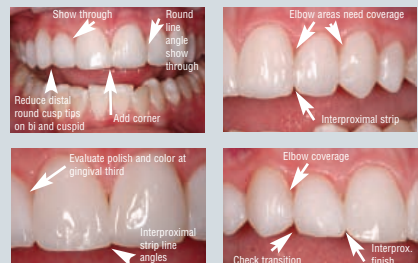 Show through
Round
line
angle
show
through
Reduce distal
round cusp tips
on bi and cuspid
Add corner
Elbow areas need coverage
Interproximal strip
Evaluate polish and color at
gingival third
Interproximal
strip line
angles
Elbow coverage
Check transition
Interprox.
finish